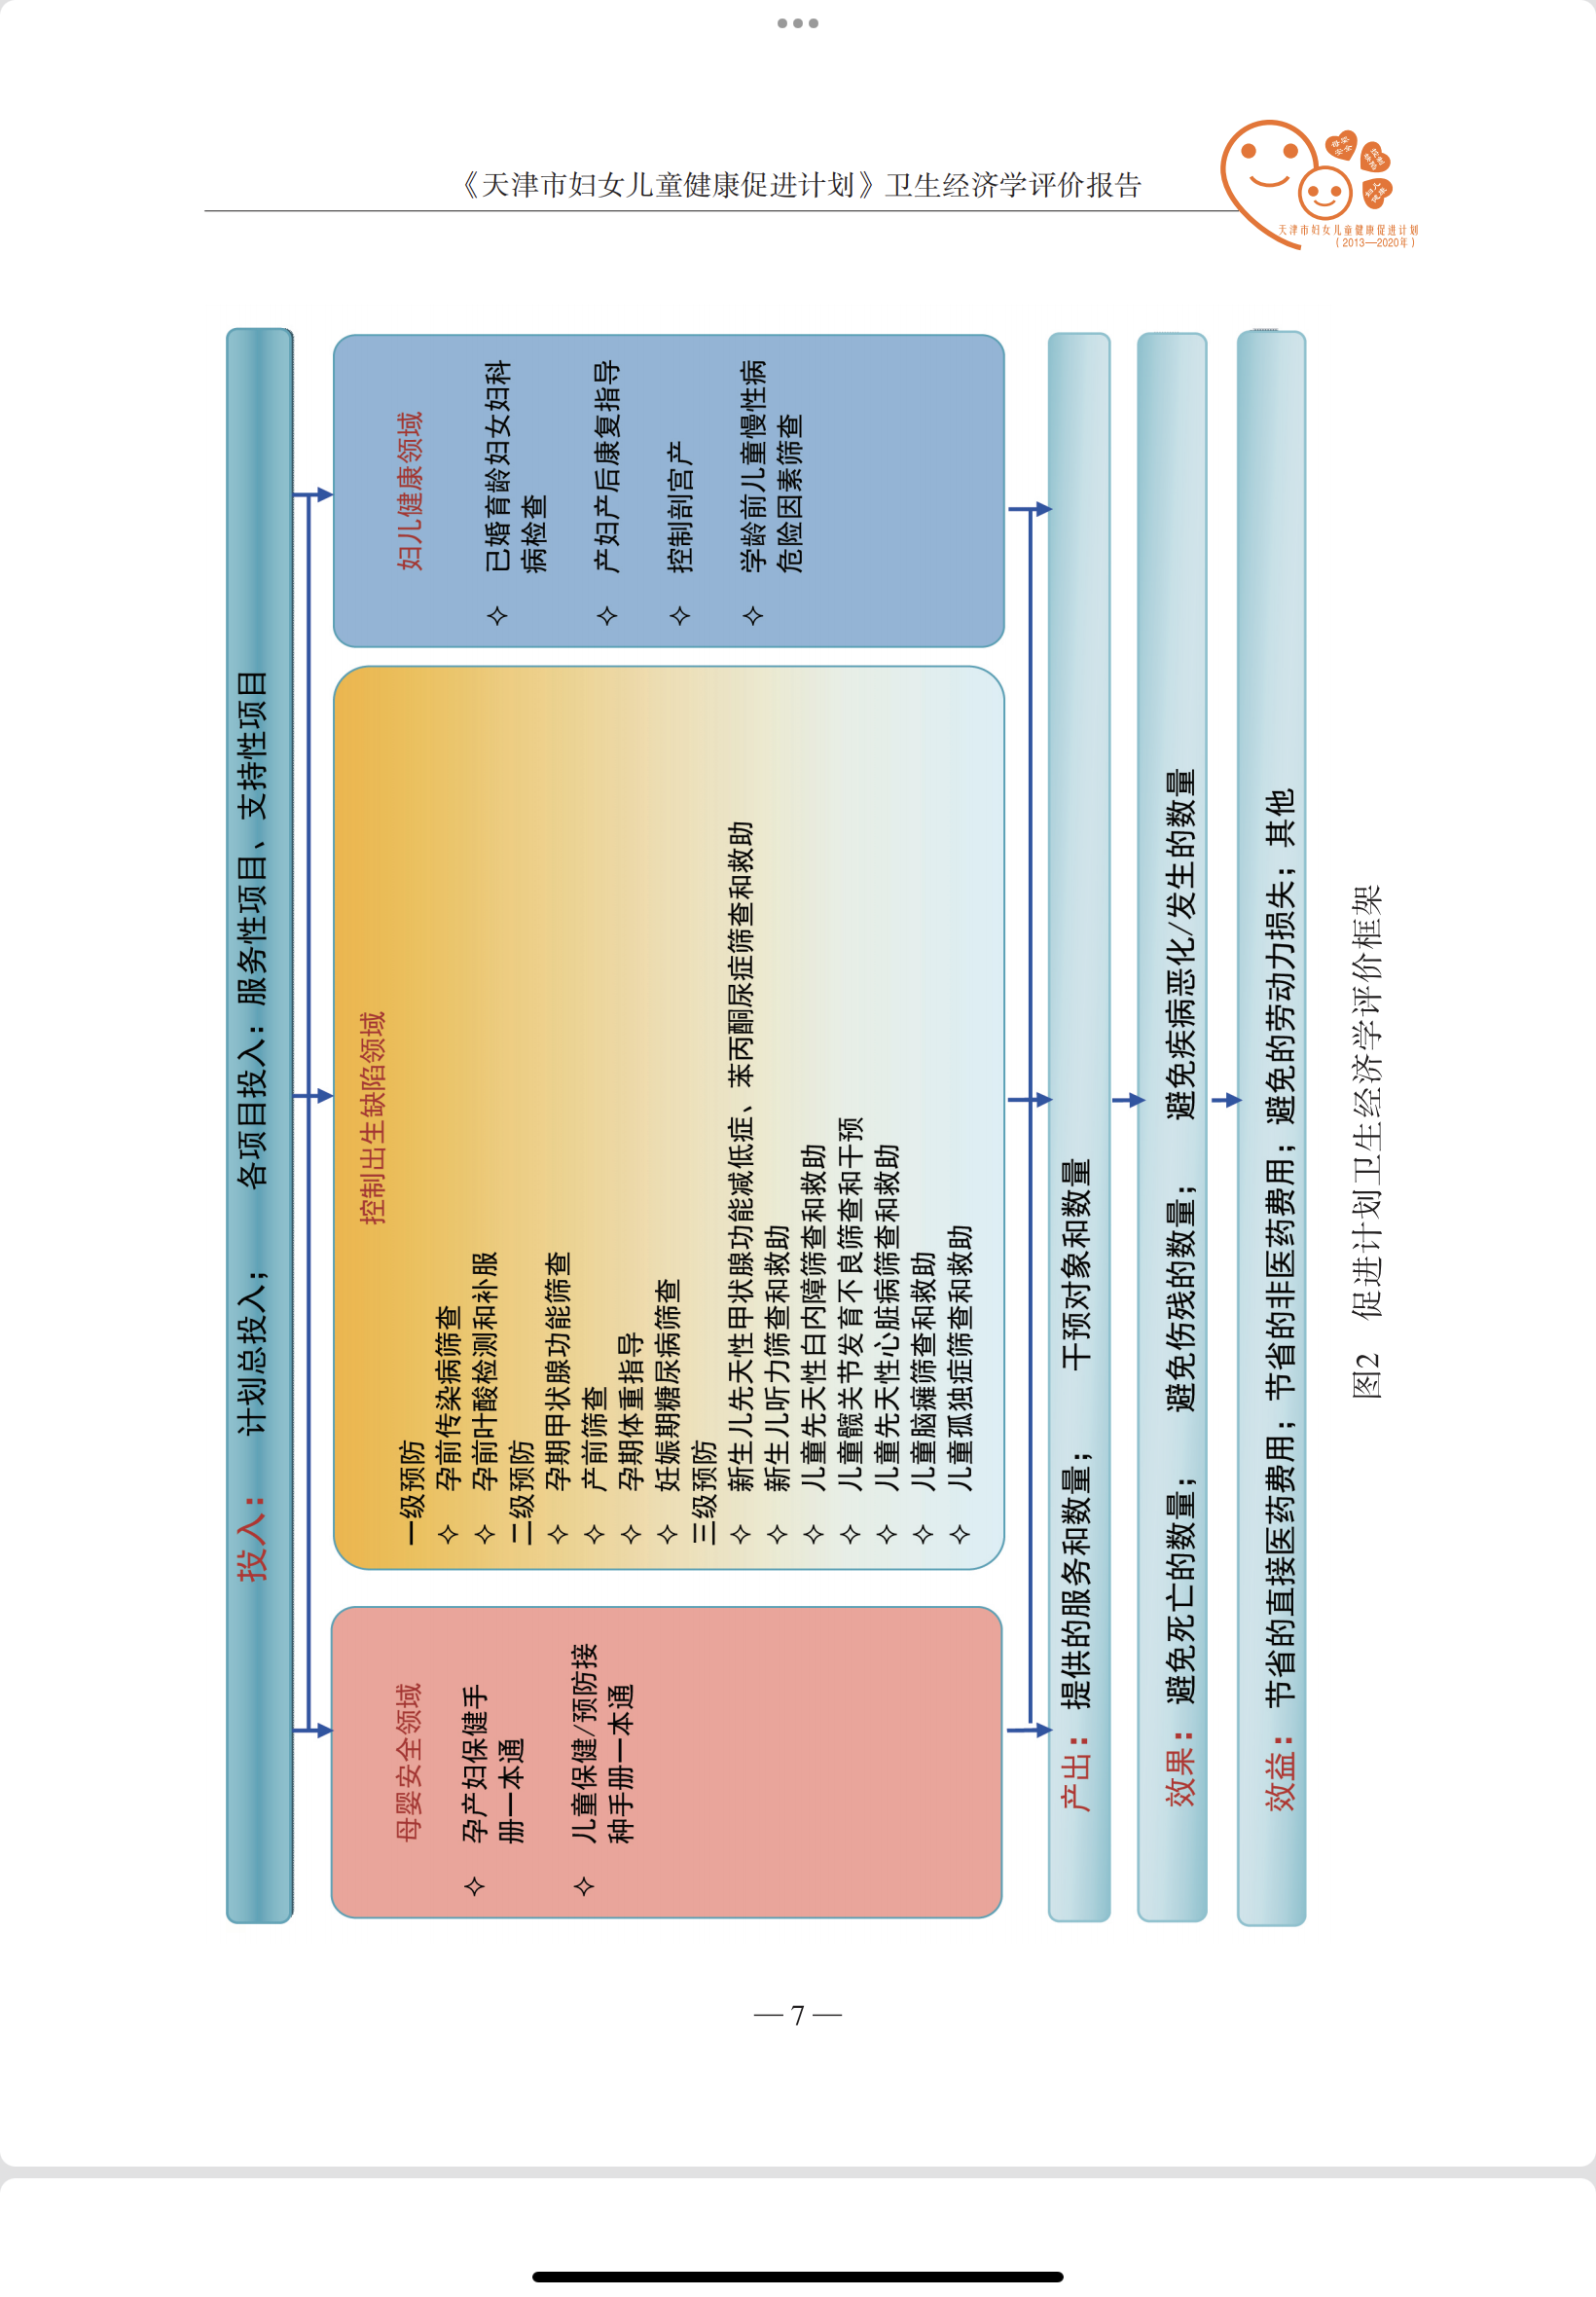 《天津市妇女儿童健康促进计划》卫生经济学评价报告
天津市妇女儿童健康促进计划
（2013—2020年）
投入： 计划总投入； 各项目投入：服务性项目、支持性项目
母婴安全领域
✧ 孕产妇保健手
册一本通
✧ 儿童保健/预防接
种手册一本通
控制出生缺陷领域
一级预防
✧ 孕前传染病筛查
✧ 孕前叶酸检测和补服
二级预防
✧ 孕期甲状腺功能筛查
✧ 产前筛查
✧ 孕期体重指导
✧ 妊娠期糖尿病筛查
三级预防
✧ 新生儿先天性甲状腺功能减低症、苯丙酮尿症筛查和救助
✧ 新生儿听力筛查和救助
✧ 儿童先天性白内障筛查和救助
✧ 儿童髋关节发育不良筛查和干预
✧ 儿童先天性心脏病筛查和救助
✧ 儿童脑瘫筛查和救助
✧ 儿童孤独症筛查和救助
妇儿健康领域
✧ 已婚育龄妇女妇科
病检查
✧ 产妇产后康复指导
✧ 控制剖宫产
✧ 学龄前儿童慢性病
危险因素筛查
产出： 提供的服务和数量； 干预对象和数量
效果： 避免死亡的数量； 避免伤残的数量； 避免疾病恶化/发生的数量
效益： 节省的直接医药费用；节省的非医药费用；避免的劳动力损失；其他
图2 促进计划卫生经济学评价框架
— 7 —